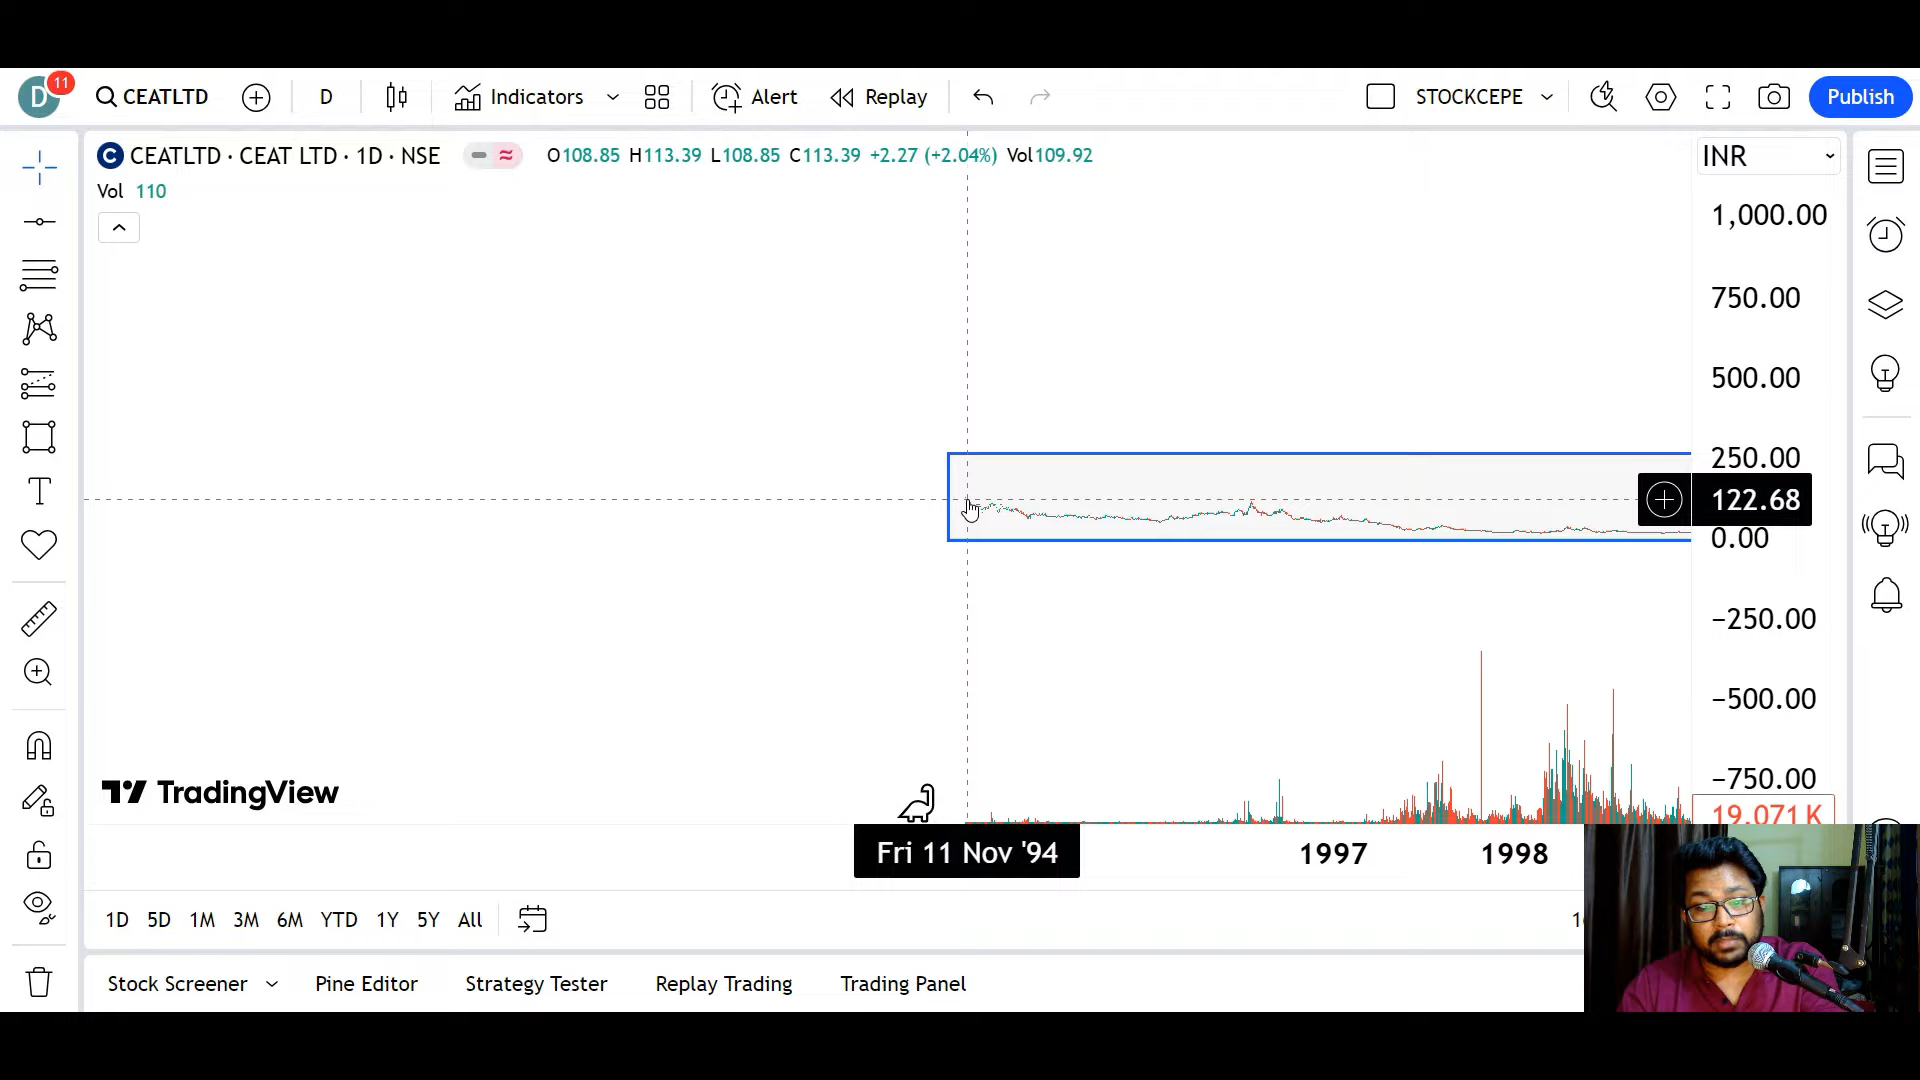 D 11 CEATLTD D Indicators Alert Replay STOCKCEPE Publish
C CEATLTD · CEAT LTD · 1D · NSE O108.85 H113.39 L108.85 C113.39 +2.27 (+2.04%) Vol109.92 INR
Vol 110
1,000.00
750.00
500.00
250.00
122.68
0.00
−250.00
−500.00
−750.00
TradingView
19.071 K
Fri 11 Nov '94 1997 1998
1D 5D 1M 3M 6M YTD 1Y 5Y All
Stock Screener Pine Editor Strategy Tester Replay Trading Trading Panel